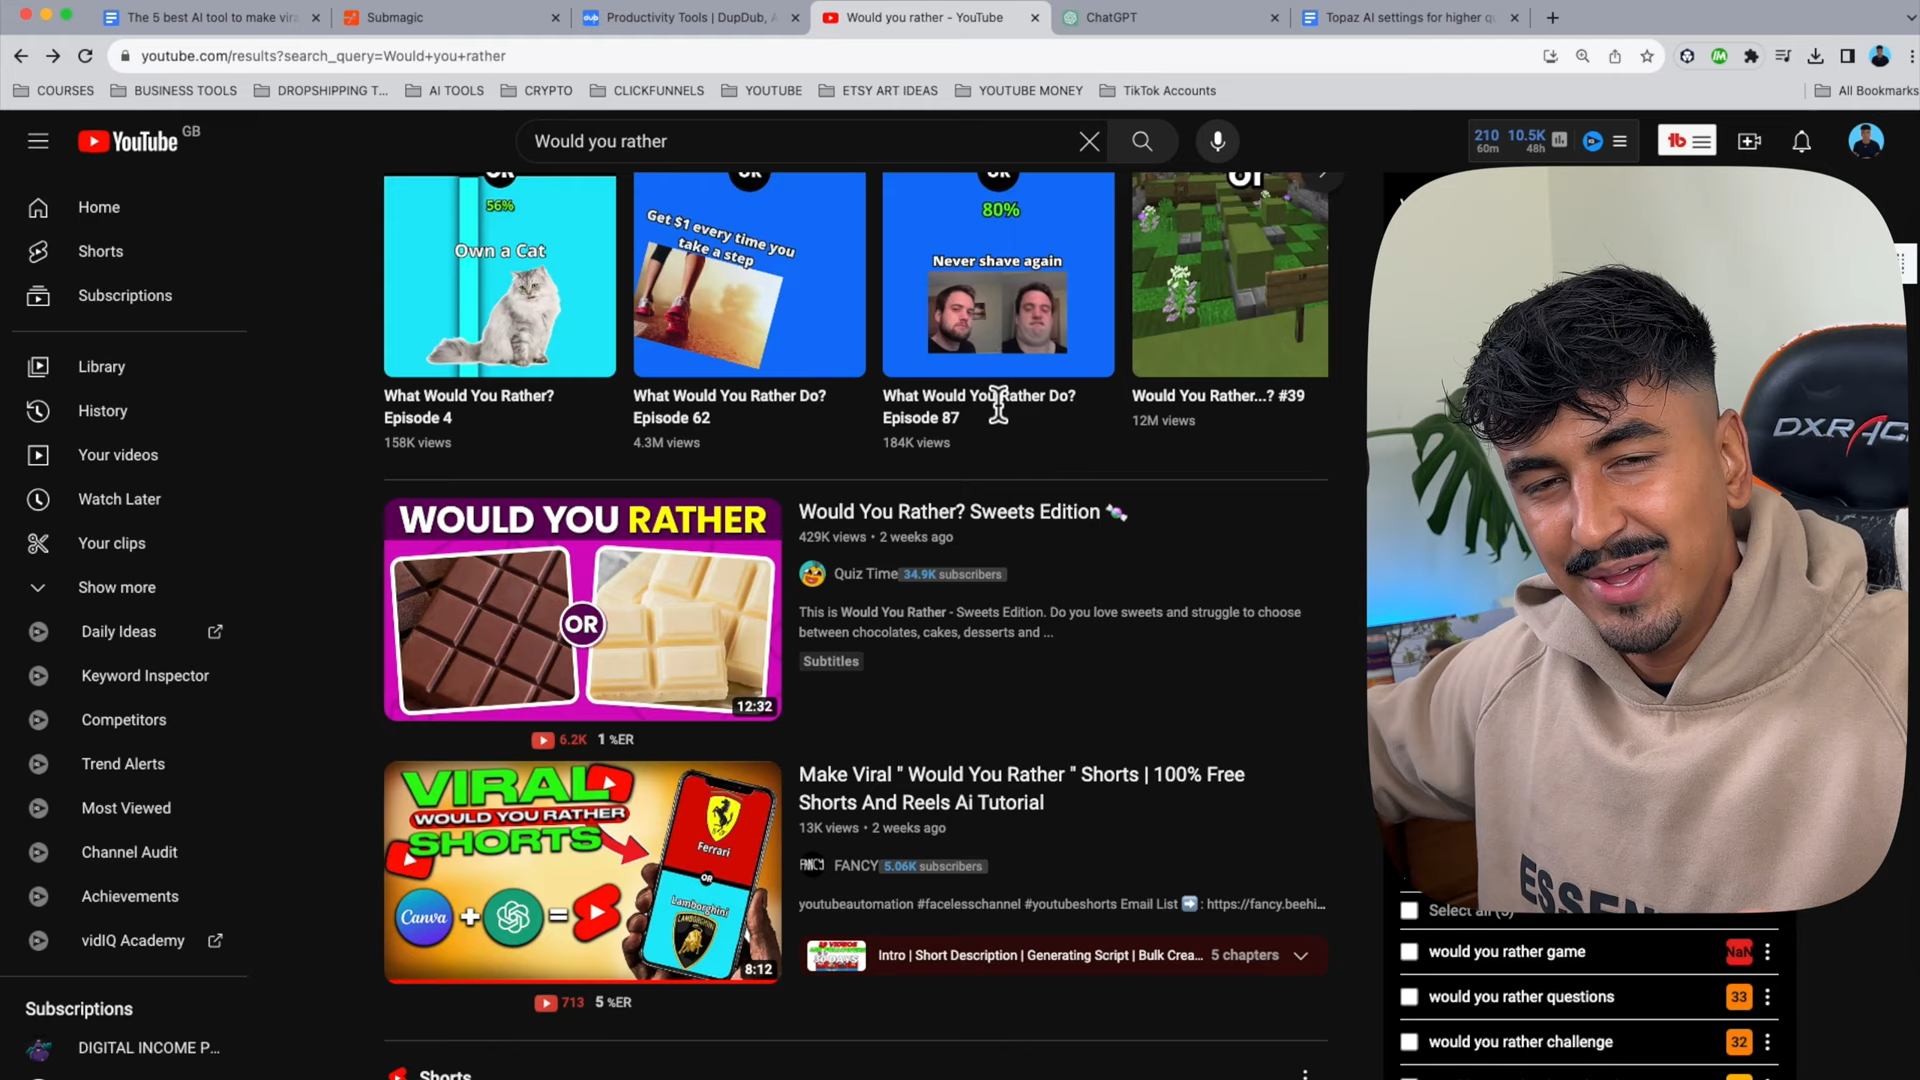 The 5 best AI tool to make vira
Submagic
Productivity Tools | DupDub, A
Would you rather - YouTube
ChatGPT
Topaz AI settings for higher qu
youtube.com/results?search_query=Would+you+rather
COURSES
BUSINESS TOOLS
DROPSHIPPING T...
AI TOOLS
CRYPTO
CLICKFUNNELS
YOUTUBE
ETSY ART IDEAS
YOUTUBE MONEY
TikTok Accounts
All Bookmarks
YouTube GB
Would you rather
210 60m
10.5K 48h
Home
Shorts
Subscriptions
Library
History
Your videos
Watch Later
Your clips
Show more
Daily Ideas
Keyword Inspector
Competitors
Trend Alerts
Most Viewed
Channel Audit
Achievements
vidIQ Academy
Subscriptions
DIGITAL INCOME P...
OR
56%
Own a Cat
What Would You Rather?
Episode 4
158K views
OR
Get $1 every time you
take a step
What Would You Rather Do?
Episode 62
4.3M views
OR
80%
Never shave again
What Would You Rather Do?
Episode 87
184K views
or
Would You Rather...? #39
12M views
WOULD YOU RATHER
OR
12:32
6.2K 1 %ER
Would You Rather? Sweets Edition
429K views • 2 weeks ago
Quiz Time 34.9K subscribers
This is Would You Rather - Sweets Edition. Do you love sweets and struggle to choose
between chocolates, cakes, desserts and ...
Subtitles
VIRAL
WOULD YOU RATHER
SHORTS
Canva + =
Ferrari
OR
Lamborghini
8:12
713 5 %ER
Make Viral " Would You Rather " Shorts | 100% Free
Shorts And Reels Ai Tutorial
13K views • 2 weeks ago
FANCY 5.06K subscribers
youtubeautomation #facelesschannel #youtubeshorts Email List : https://fancy.beehi...
Intro | Short Description | Generating Script | Bulk Crea... 5 chapters
Shorts
DXRAC
ESSEN
would you rather game NaN
would you rather questions 33
would you rather challenge 32